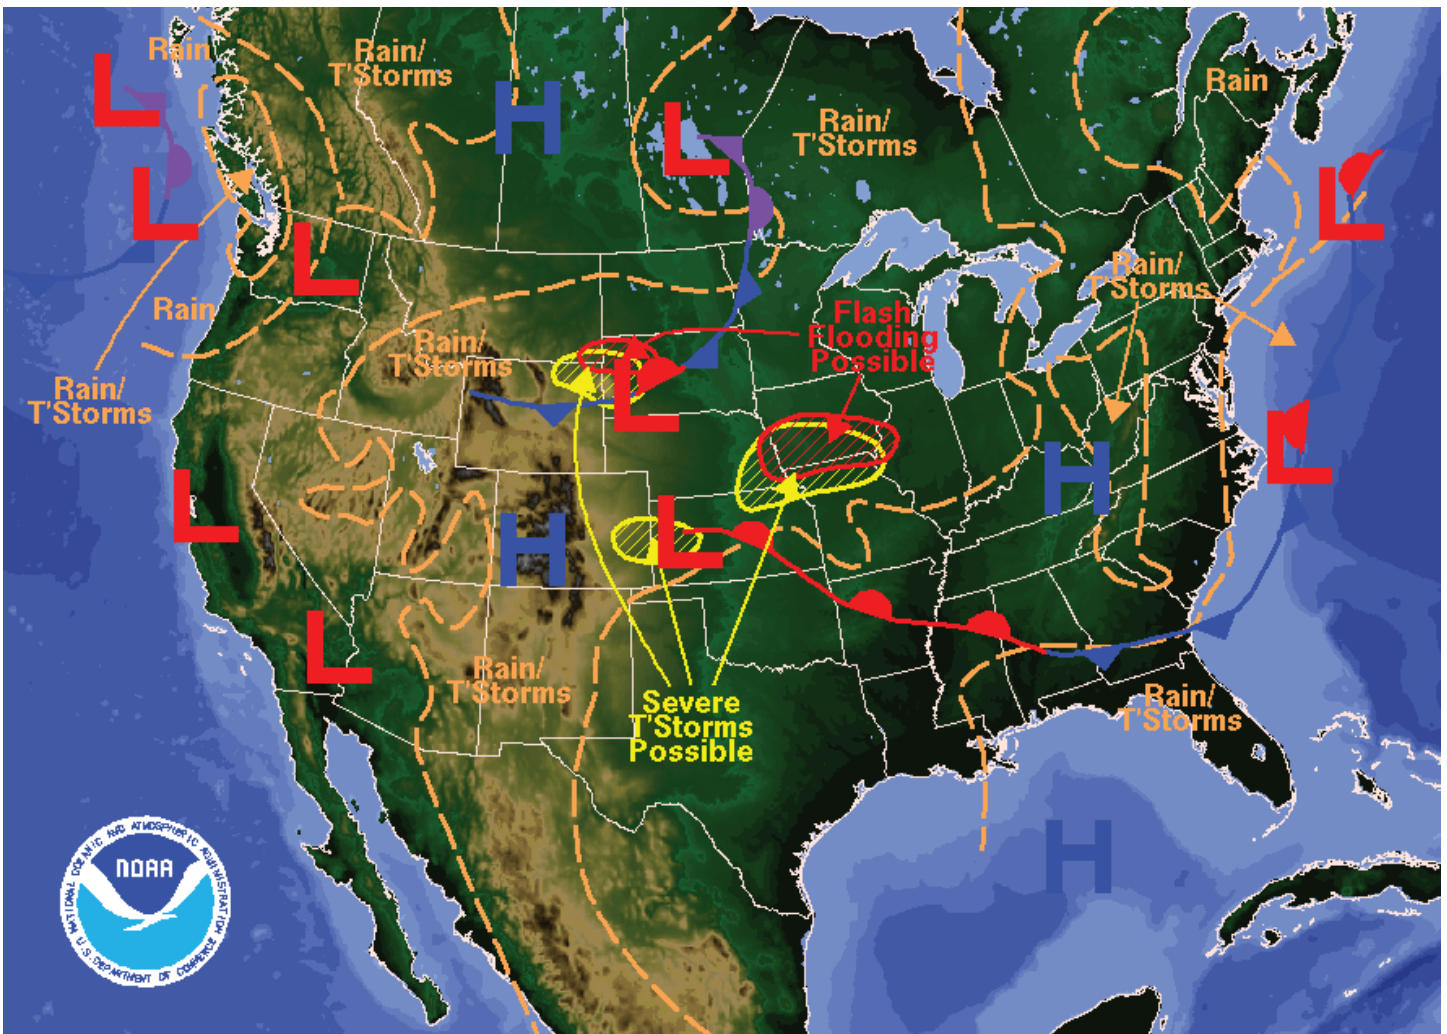 Rain
Rain/
T'Storms
L
H
L
Rain/
T'Storms
Rain
L
L
L
Rain/
T'Storms
Rain
Flash
Flooding
Possible
Rain/
T'Storms
Rain/
T'Storms
L
L
H
L
H
L
L
Rain/
T'Storms
Severe
T'Storms
Possible
Rain/
T'Storms
H
NOAA
NATIONAL OCEANIC AND ATMOSPHERIC ADMINISTRATION
U.S. DEPARTMENT OF COMMERCE